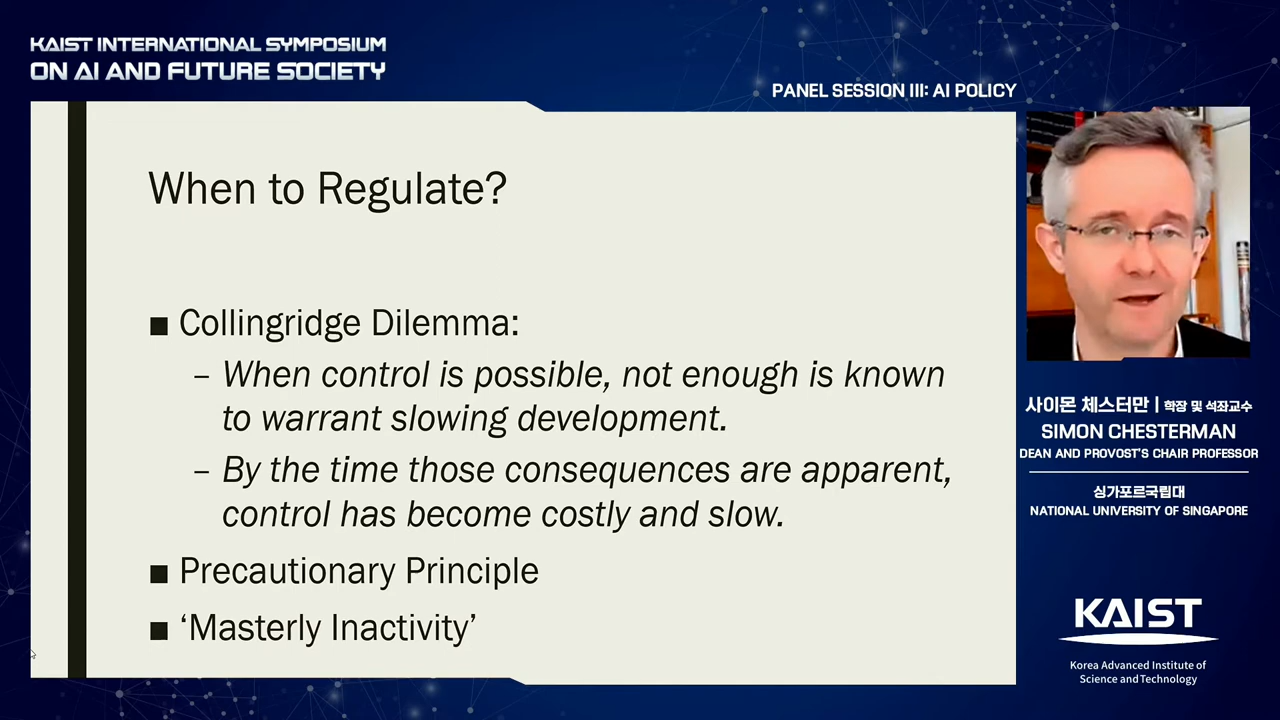 KAIST INTERNATIONAL SYMPOSIUM
ON AI AND FUTURE SOCIETY
PANEL SESSION III: AI POLICY
When to Regulate?
■ Collingridge Dilemma:
– When control is possible, not enough is known
to warrant slowing development.
– By the time those consequences are apparent,
control has become costly and slow.
■ Precautionary Principle
■ ‘Masterly Inactivity’
사이몬 체스터만 | 학장 및 석좌교수
SIMON CHESTERMAN
DEAN AND PROVOST'S CHAIR PROFESSOR
싱가포르국립대
NATIONAL UNIVERSITY OF SINGAPORE
KAIST
Korea Advanced Institute of
Science and Technology